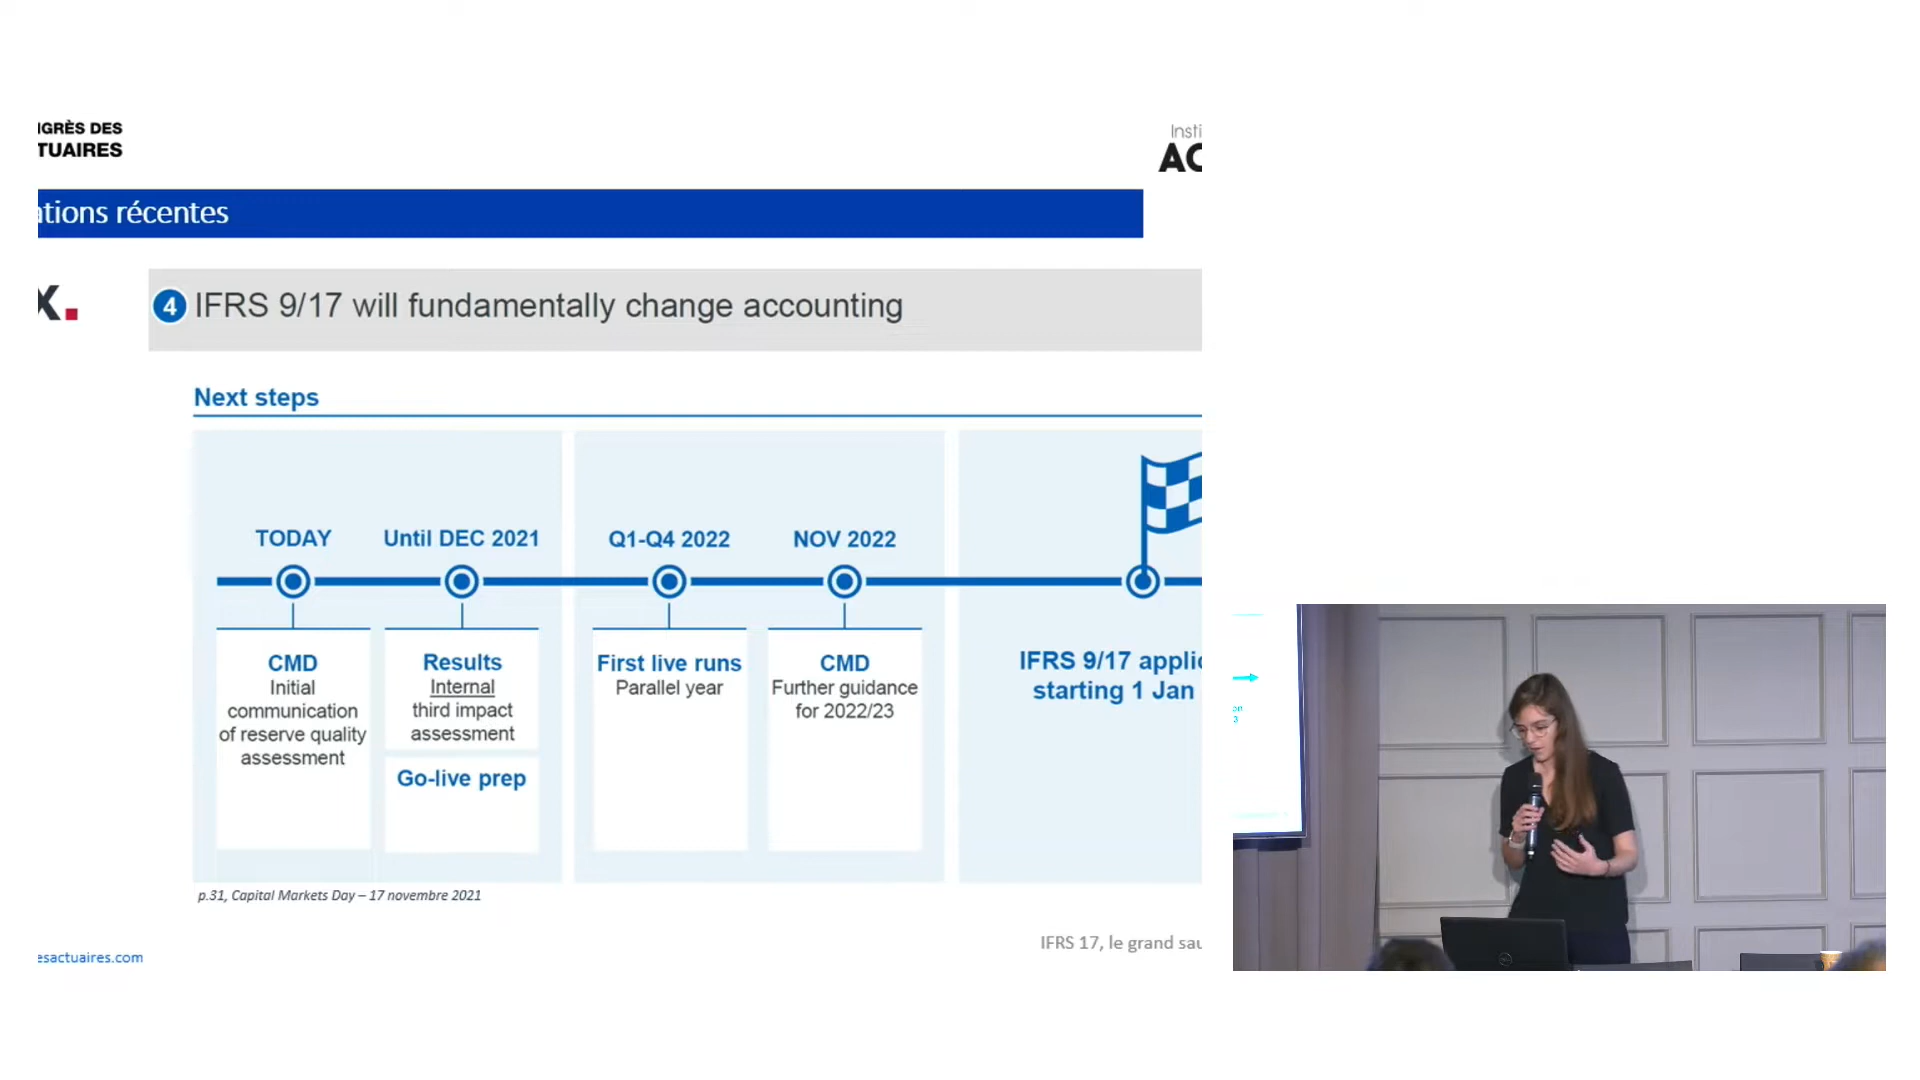 IGRÈS DES
TUAIRES
Insti
AC
ations récentes
x.
4 IFRS 9/17 will fundamentally change accounting
Next steps
TODAY
Until DEC 2021
Q1-Q4 2022
NOV 2022
CMD
Initial
communication
of reserve quality
assessment
Results
Internal
third impact
assessment
Go-live prep
First live runs
Parallel year
CMD
Further guidance
for 2022/23
IFRS 9/17 applic
starting 1 Jan
p.31, Capital Markets Day – 17 novembre 2021
IFRS 17, le grand sau
esactuaires.com
on
3